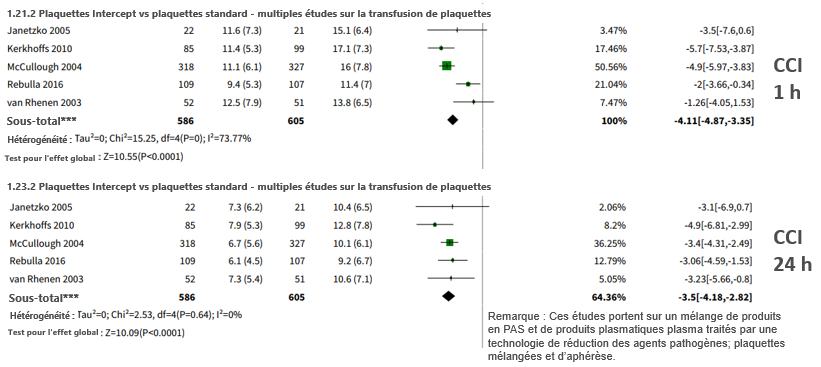 1.21.2 Plaquettes Intercept vs plaquettes standard - multiples études sur la transfusion de plaquettes
Janetzko 2005 22 11.6 (7.3) 21 15.1 (6.4) 3.47% -3.5[-7.6,0.6]
Kerkhoffs 2010 85 11.4 (5.3) 99 17.1 (7.3) 17.46% -5.7[-7.53,-3.87]
McCullough 2004 318 11.1 (6.1) 327 16 (7.8) 50.56% -4.9[-5.97,-3.83]
Rebulla 2016 109 9.4 (5.3) 107 11.4 (7) 21.04% -2[-3.66,-0.34]
van Rhenen 2003 52 12.5 (7.9) 51 13.8 (6.5) 7.47% -1.26[-4.05,1.53]
Sous-total*** 586 605 100% -4.11[-4.87,-3.35]
Hétérogénéité : Tau²=0; Chi²=15.25, df=4(P=0); I²=73.77%
Test pour l'effet global : Z=10.55(P<0.0001)
CCI
1 h
1.23.2 Plaquettes Intercept vs plaquettes standard - multiples études sur la transfusion de plaquettes
Janetzko 2005 22 7.3 (6.2) 21 10.4 (6.5) 2.06% -3.1[-6.9,0.7]
Kerkhoffs 2010 85 7.9 (5.3) 99 12.8 (7.8) 8.2% -4.9[-6.81,-2.99]
McCullough 2004 318 6.7 (5.6) 327 10.1 (6.1) 36.25% -3.4[-4.31,-2.49]
Rebulla 2016 109 6.1 (4.5) 107 9.2 (6.7) 12.79% -3.06[-4.59,-1.53]
van Rhenen 2003 52 7.3 (5.4) 51 10.6 (7.1) 5.05% -3.23[-5.66,-0.8]
Sous-total*** 586 605 64.36% -3.5[-4.18,-2.82]
Hétérogénéité : Tau²=0; Chi²=2.53, df=4(P=0.64); I²=0%
Test pour l'effet global : Z=10.09(P<0.0001)
CCI
24 h
Remarque : Ces études portent sur un mélange de produits
en PAS et de produits plasmatiques plasma traités par une
technologie de réduction des agents pathogènes; plaquettes
mélangées et d'aphérèse.